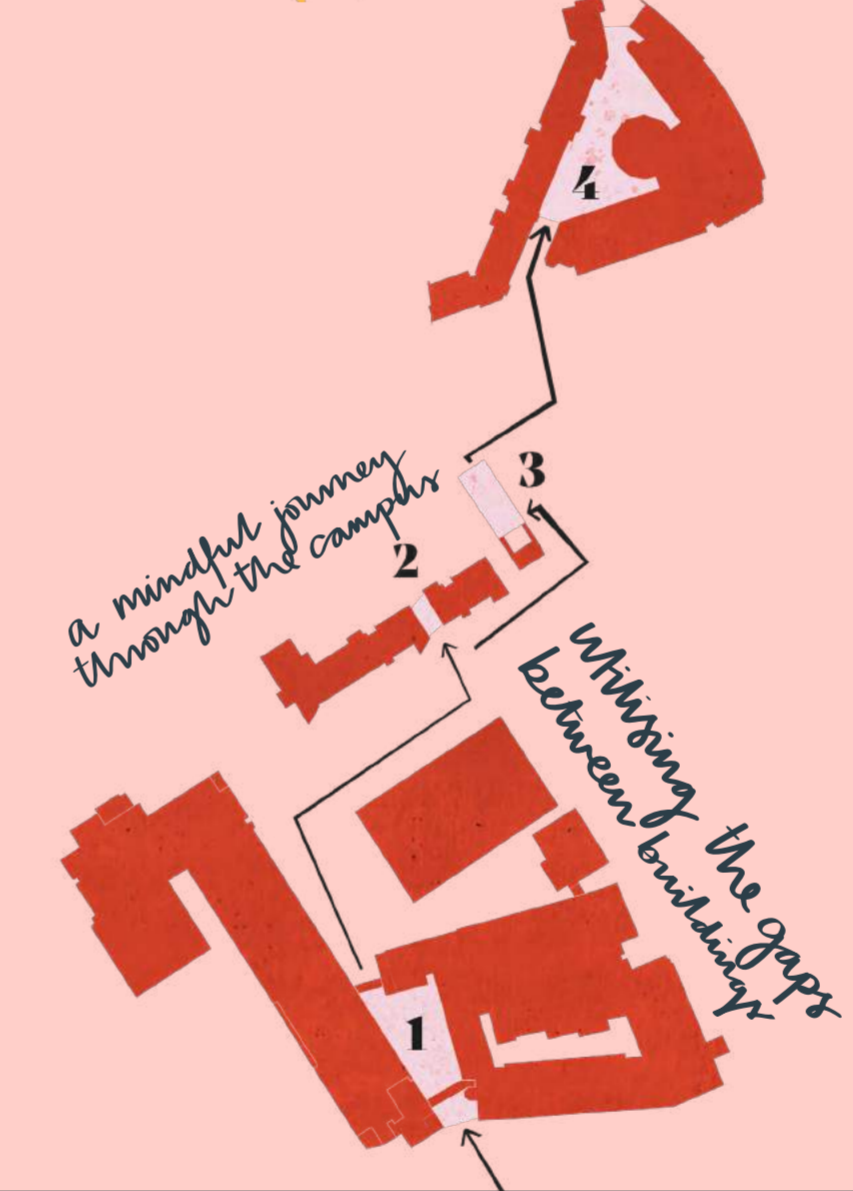 4
3
a mindful journey
through the campus
2
utilising the gaps
between buildings
1